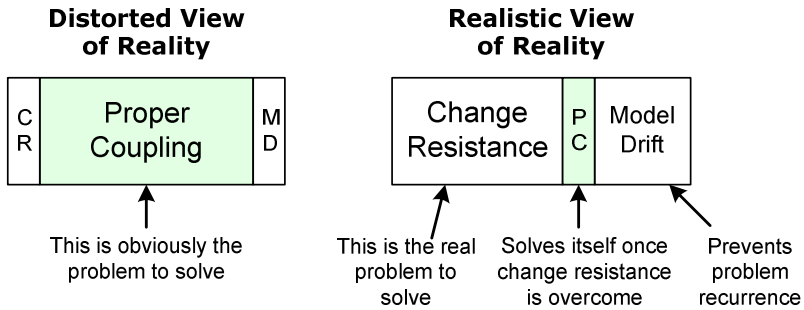 Distorted View
of Reality
C
R
Proper
Coupling
M
D
This is obviously the
problem to solve
Realistic View
of Reality
Change
Resistance
P
C
Model
Drift
This is the real
problem to
solve
Solves itself once
change resistance
is overcome
Prevents
problem
recurrence